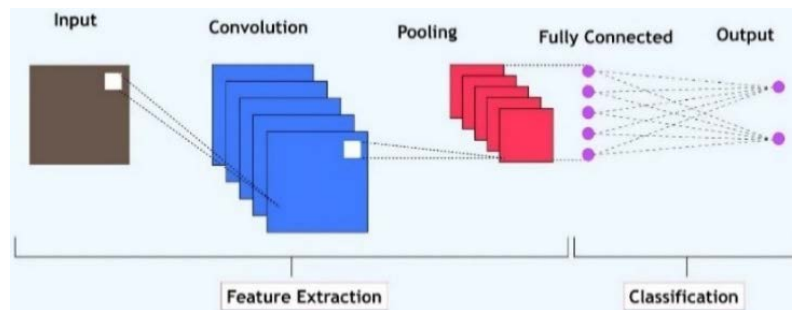 Input
Convolution
Pooling
Fully Connected
Output
Feature Extraction
Classification